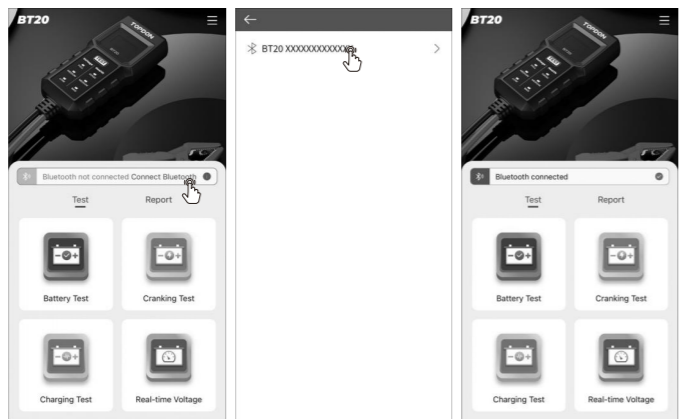 BT20
TOPDON
Bluetooth not connected Connect Bluetooth
Test Report
Battery Test Cranking Test
Charging Test Real-time Voltage
BT20 XXXXXXXXXXXX
BT20
TOPDON
Bluetooth connected
Test Report
Battery Test Cranking Test
Charging Test Real-time Voltage